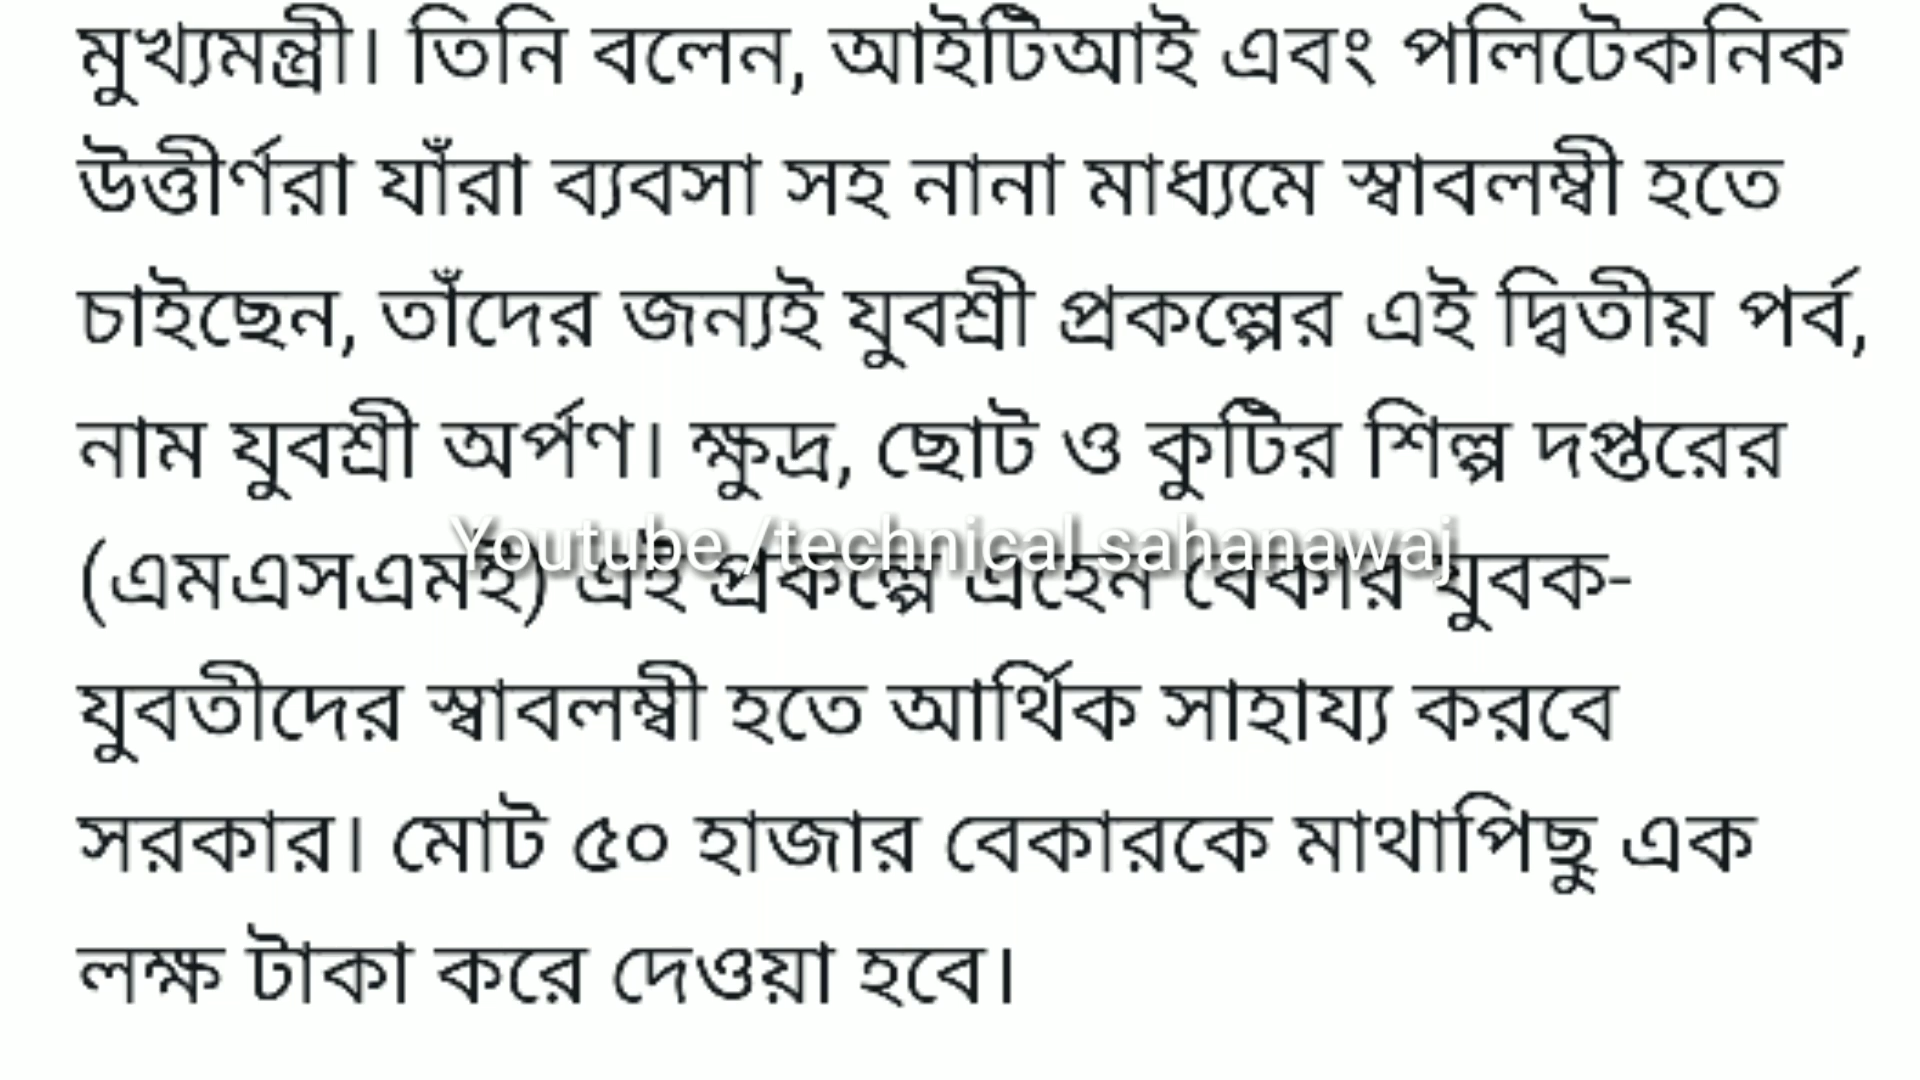 মুখ্যমন্ত্রী। তিনি বলেন, আইটিআই এবং পলিটেকনিক
উত্তীর্ণরা যাঁরা ব্যবসা সহ নানা মাধ্যমে স্বাবলম্বী হতে
চাইছেন, তাঁদের জন্যই যুবশ্রী প্রকল্পের এই দ্বিতীয় পর্ব,
নাম যুবশ্রী অর্পণ। ক্ষুদ্র, ছোট ও কুটির শিল্প দপ্তরের
Youtube /technical sahanawaj
(এমএসএমই) এই প্রকল্পে এহেন বেকার যুবক-
যুবতীদের স্বাবলম্বী হতে আর্থিক সাহায্য করবে
সরকার। মোট ৫০ হাজার বেকারকে মাথাপিছু এক
লক্ষ টাকা করে দেওয়া হবে।